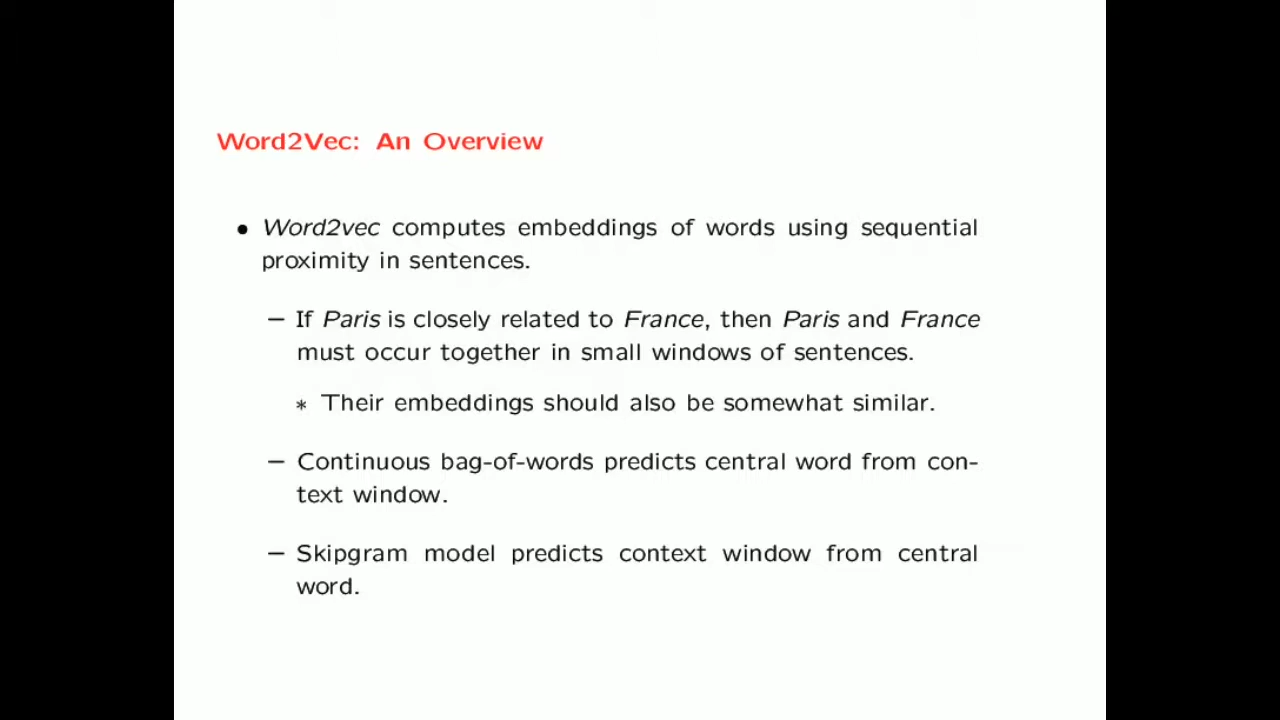 Word2Vec: An Overview
• Word2vec computes embeddings of words using sequential
proximity in sentences.
– If Paris is closely related to France, then Paris and France
must occur together in small windows of sentences.
∗ Their embeddings should also be somewhat similar.
– Continuous bag-of-words predicts central word from con-
text window.
– Skipgram model predicts context window from central
word.